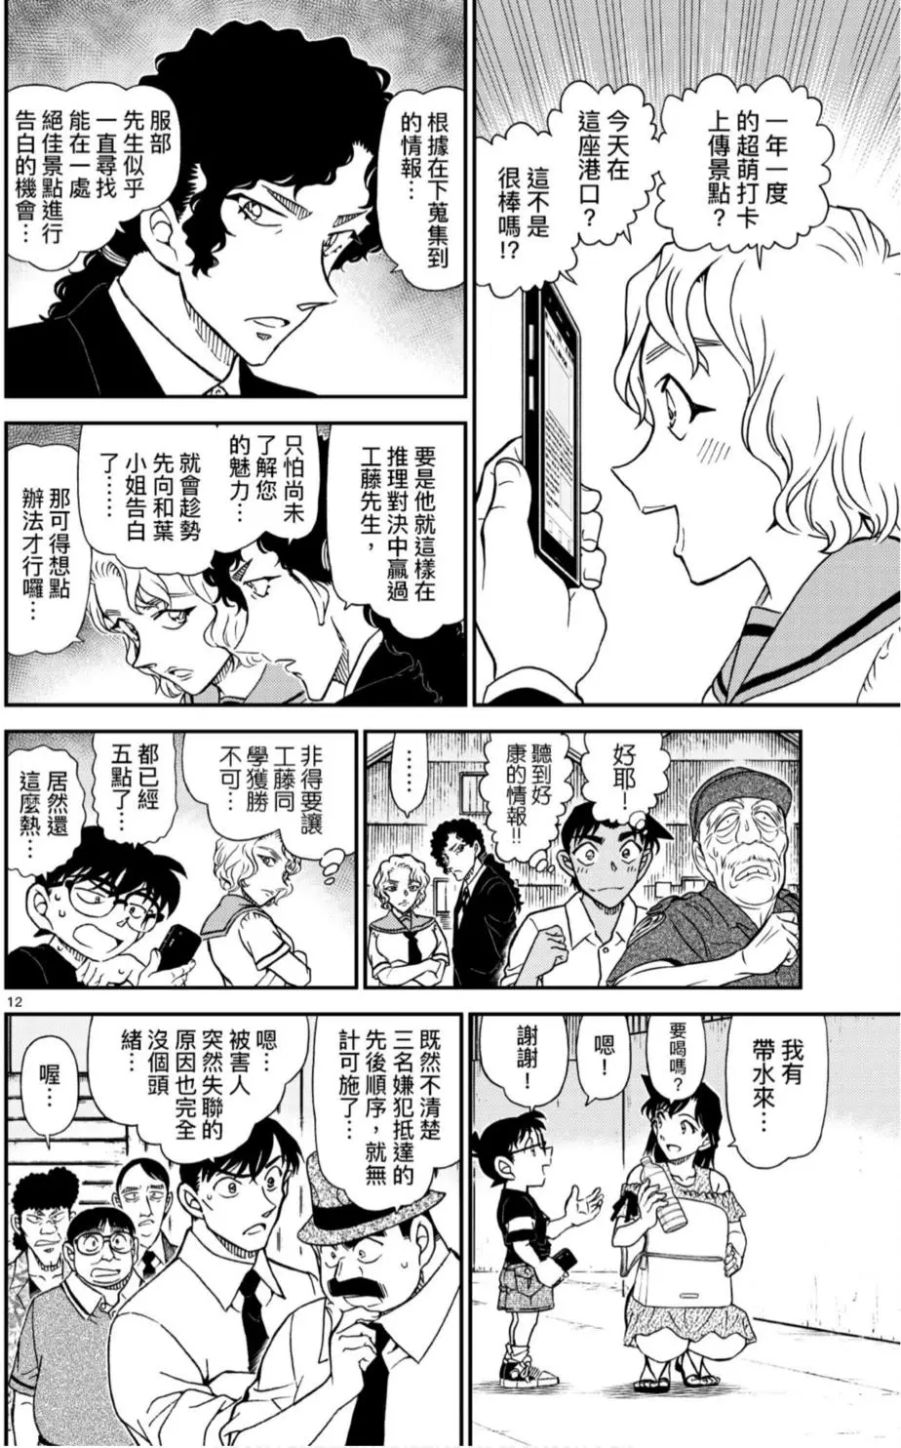 一年一度
的超萌打卡
上傳景點?
今天在
這座港口?
這不是
很棒嗎!?
根據在下蒐集到
的情報…
服部
先生似乎
一直尋找
能在一處
絕佳景點進行
告白的機會…
要是他就這樣在
推理對決中贏過
工藤先生,
只怕尚未
了解您
的魅力…
就會趁勢
先向和葉
小姐告白
了……
那可得想點
辦法才行囉…
好耶!
聽到好
康的情報!!
……
非得要讓
工藤同
學獲勝
不可…
都已經
五點了…
居然還
這麼熱…
12
我有
帶水來…
要喝嗎?
嗯!
謝謝!
既然不清楚
三名嫌犯抵達的
先後順序,就無
計可施了…
嗯…
被害人
突然失聯的
原因也完全
沒個頭
緒…
喔…